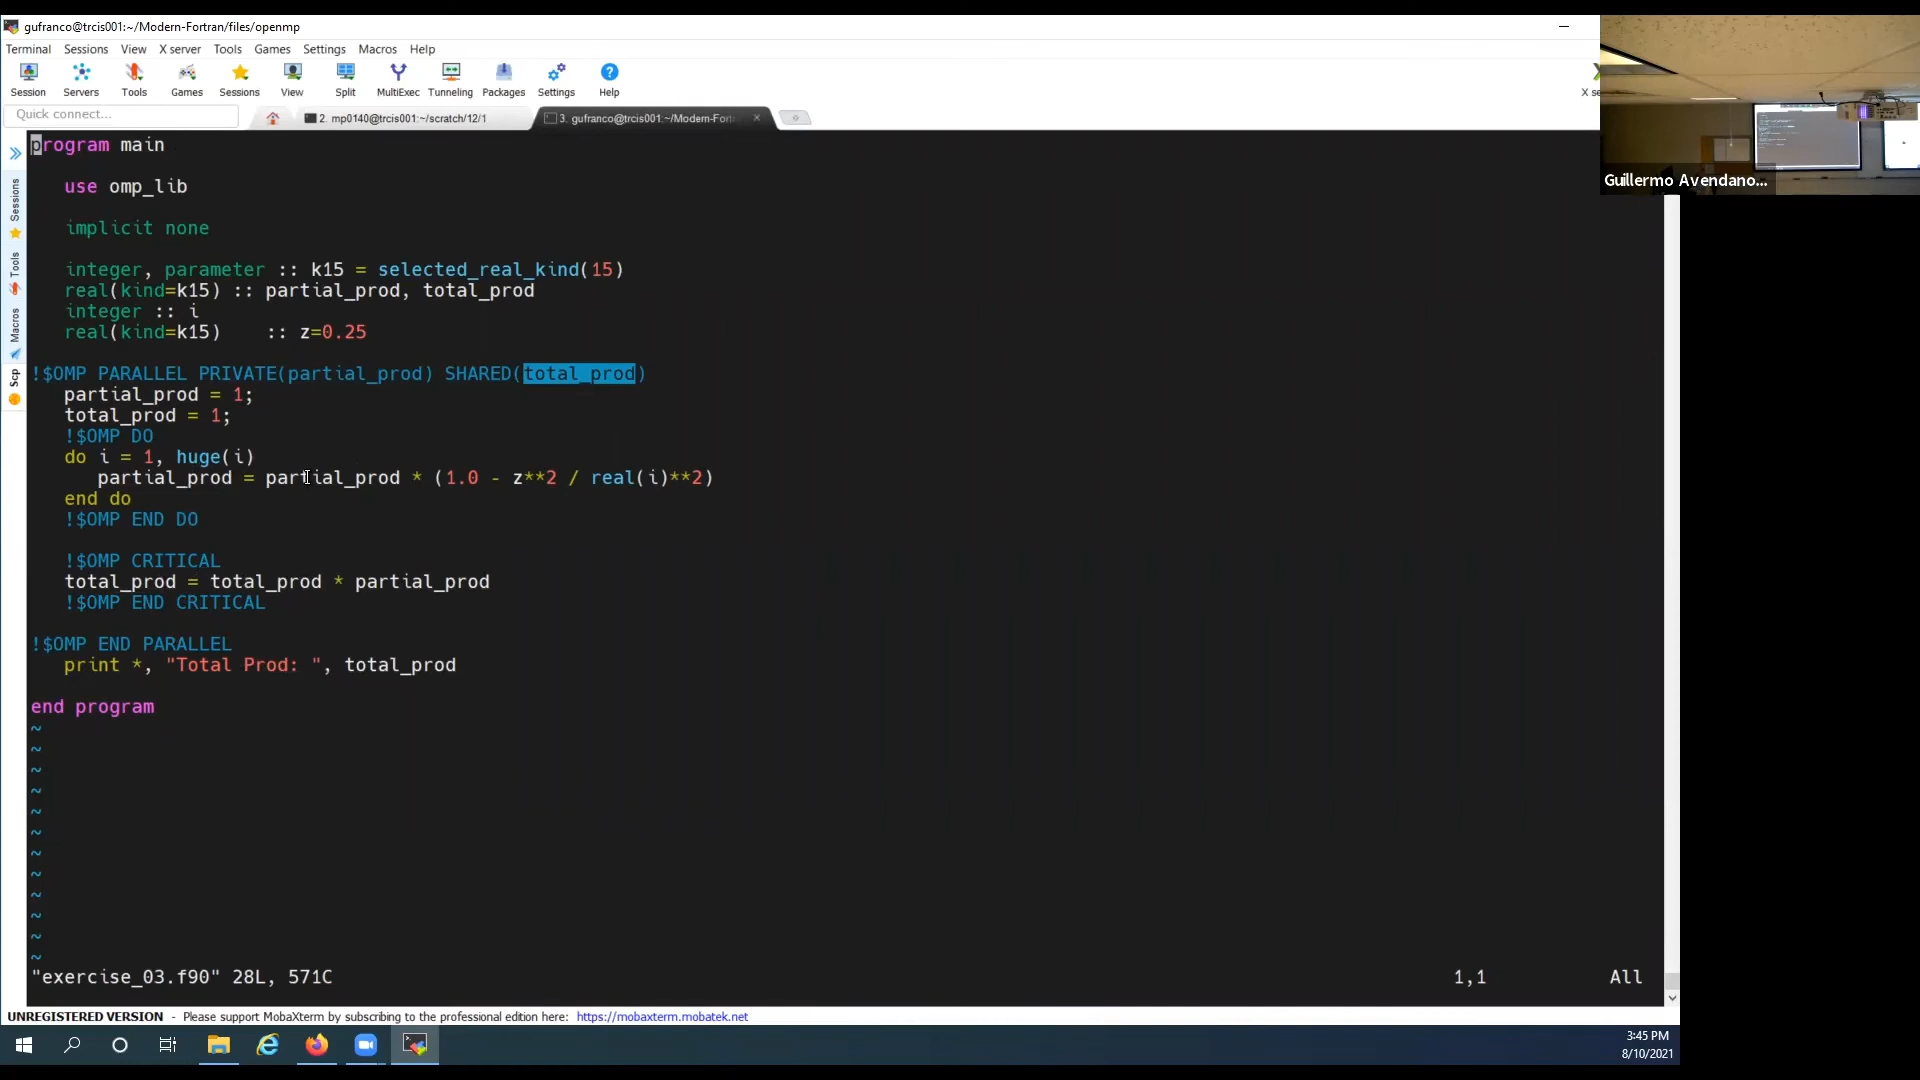 gufranco@trcis001:~/Modern-Fortran/files/openmp
Terminal Sessions View X server Tools Games Settings Macros Help
Session Servers Tools Games Sessions View Split MultiExec Tunneling Packages Settings Help
X se
Quick connect...
2. mp0140@trcis001:~/scratch/12/1
3. gufranco@trcis001:~/Modern-Fort
Guillermo Avendano...
Sessions
Tools
Macros
Scp
program main
use omp_lib
implicit none
integer, parameter :: k15 = selected_real_kind(15)
real(kind=k15) :: partial_prod, total_prod
integer :: i
real(kind=k15)    :: z=0.25
!$OMP PARALLEL PRIVATE(partial_prod) SHARED(total_prod)
partial_prod = 1;
total_prod = 1;
!$OMP DO
do i = 1, huge(i)
partial_prod = partial_prod * (1.0 - z**2 / real(i)**2)
end do
!$OMP END DO
!$OMP CRITICAL
total_prod = total_prod * partial_prod
!$OMP END CRITICAL
!$OMP END PARALLEL
print *, "Total Prod: ", total_prod
end program
~
~
~
~
~
~
~
~
~
~
~
~
"exercise_03.f90" 28L, 571C 1,1 All
UNREGISTERED VERSION - Please support MobaXterm by subscribing to the professional edition here: https://mobaxterm.mobatek.net
3:45 PM
8/10/2021